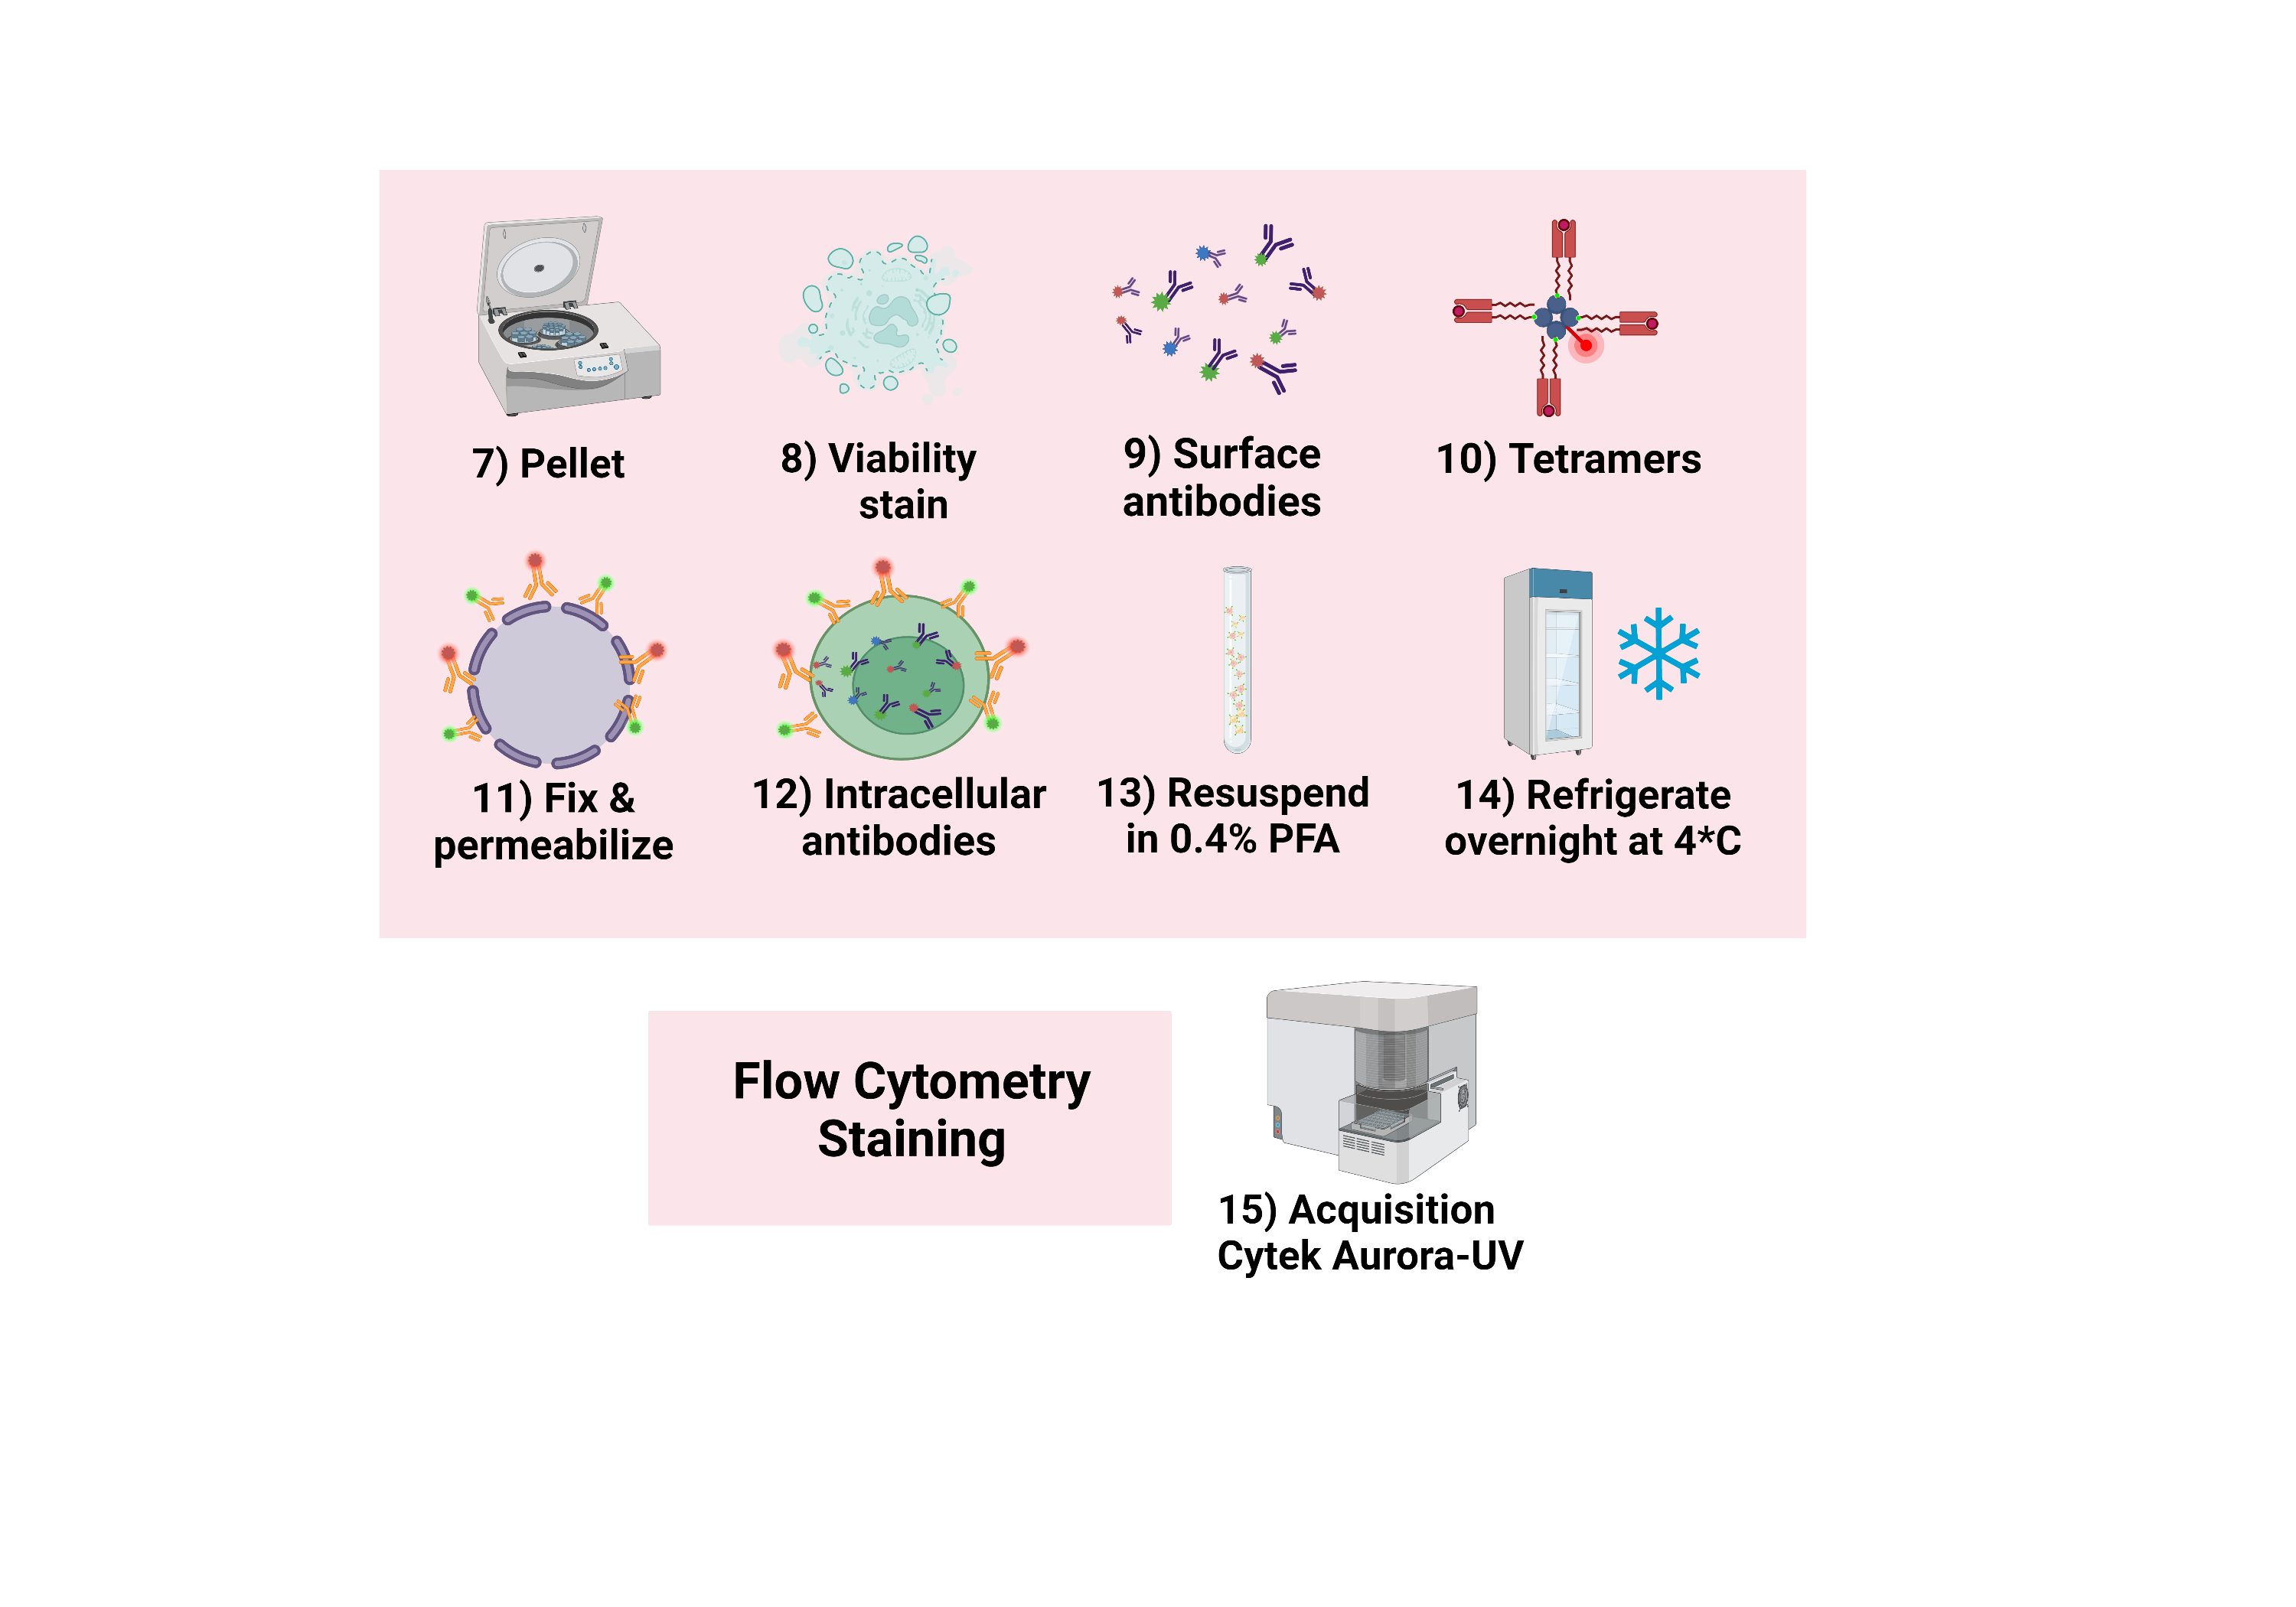 7) Pellet
8) Viability
stain
9) Surface
antibodies
10) Tetramers
11) Fix &
permeabilize
12) Intracellular
antibodies
13) Resuspend
in 0.4% PFA
14) Refrigerate
overnight at 4*C
Flow Cytometry
Staining
15) Acquisition
Cytek Aurora-UV